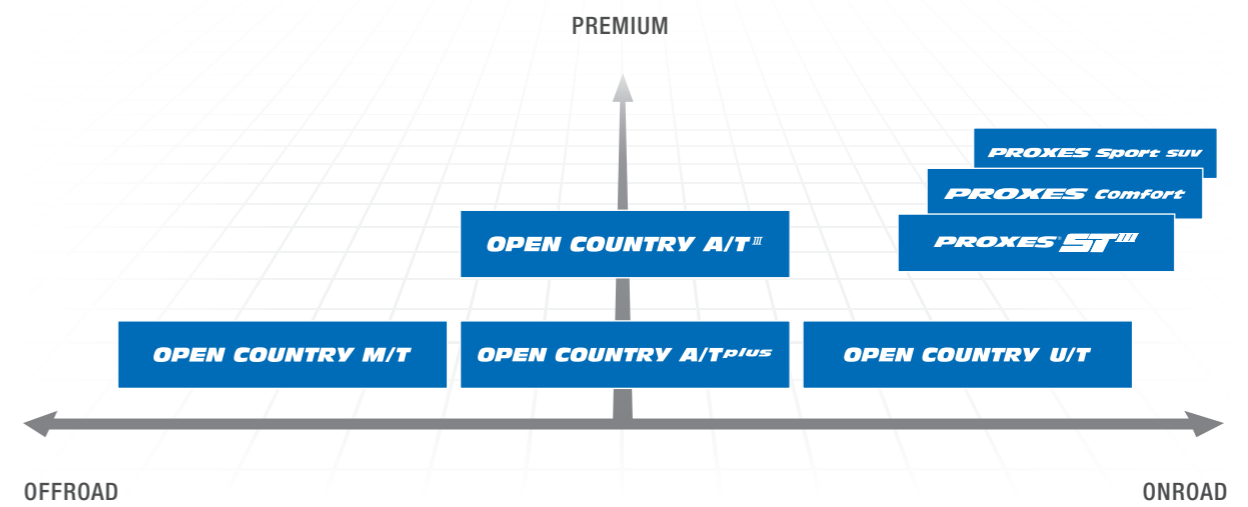 PREMIUM
PROXES Sport SUV
PROXES Comfort
OPEN COUNTRY A/T III
PROXES® ST III
OPEN COUNTRY M/T
OPEN COUNTRY A/T plus
OPEN COUNTRY U/T
OFFROAD
ONROAD